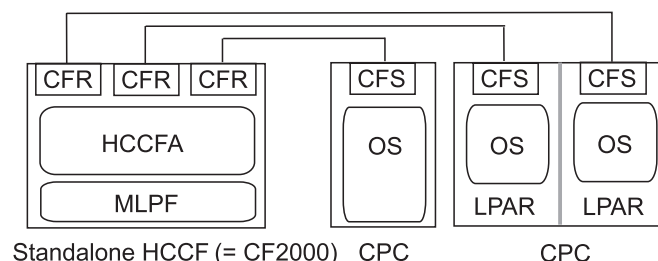 CFR CFR CFR CFS CFS CFS
HCCFA OS OS OS
MLPF LPAR LPAR
Standalone HCCF (= CF2000) CPC CPC